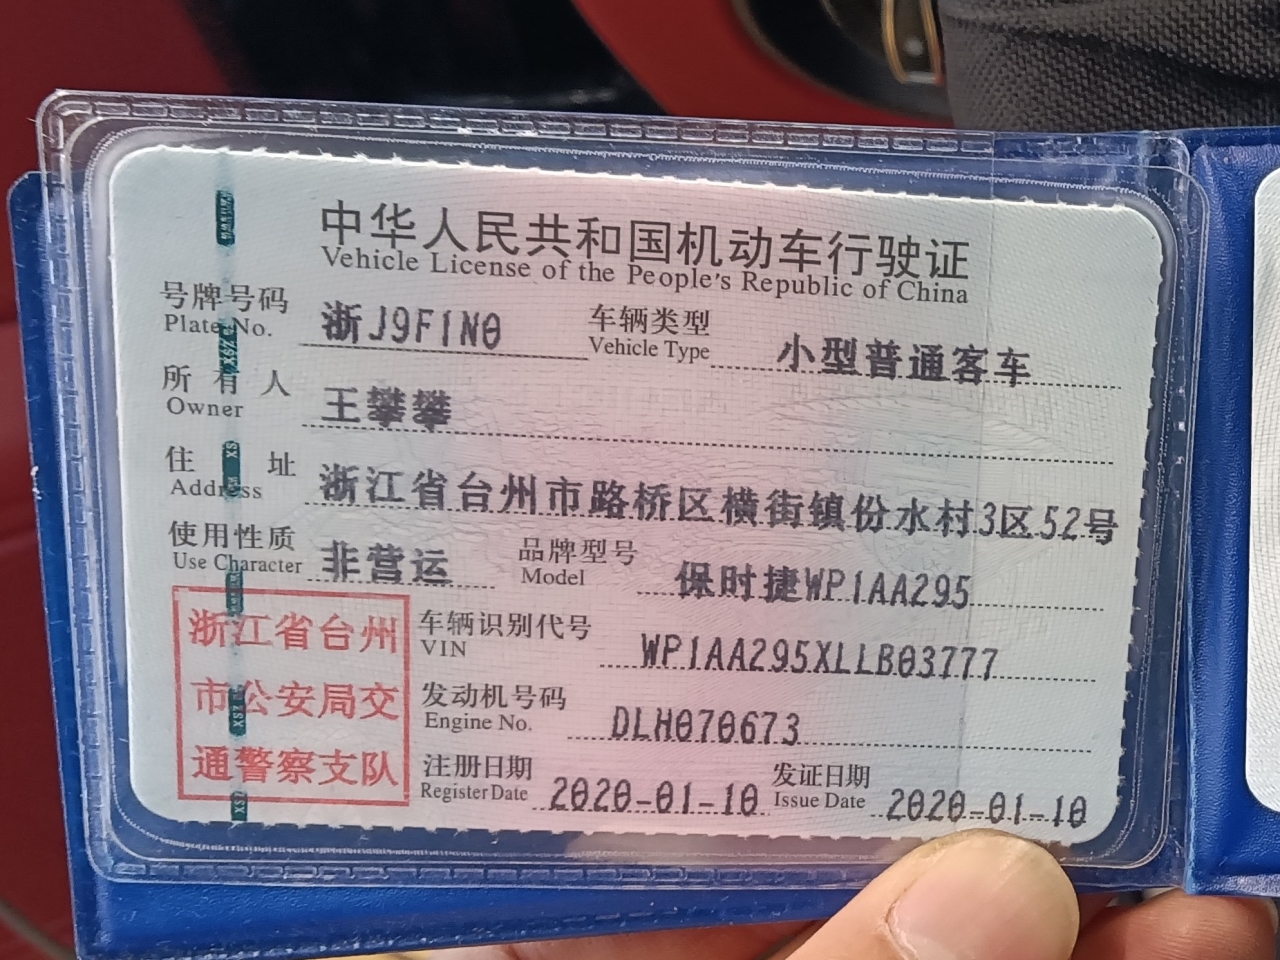 中华人民共和国机动车行驶证
Vehicle License of the People's Republic of China
号牌号码 浙J9F1N0 车辆类型 小型普通客车
Plate No. Vehicle Type
所有人 王攀攀
Owner
住址 浙江省台州市路桥区横街镇份水村3区52号
Address
使用性质 非营运 品牌型号 保时捷WP1AA295
Use Character Model
浙江省台州
市公安局交
通警察支队
车辆识别代号 WP1AA295XLLB03777
VIN
发动机号码 DLH070673
Engine No.
注册日期 2020-01-10 发证日期 2020-01-10
Register Date Issue Date